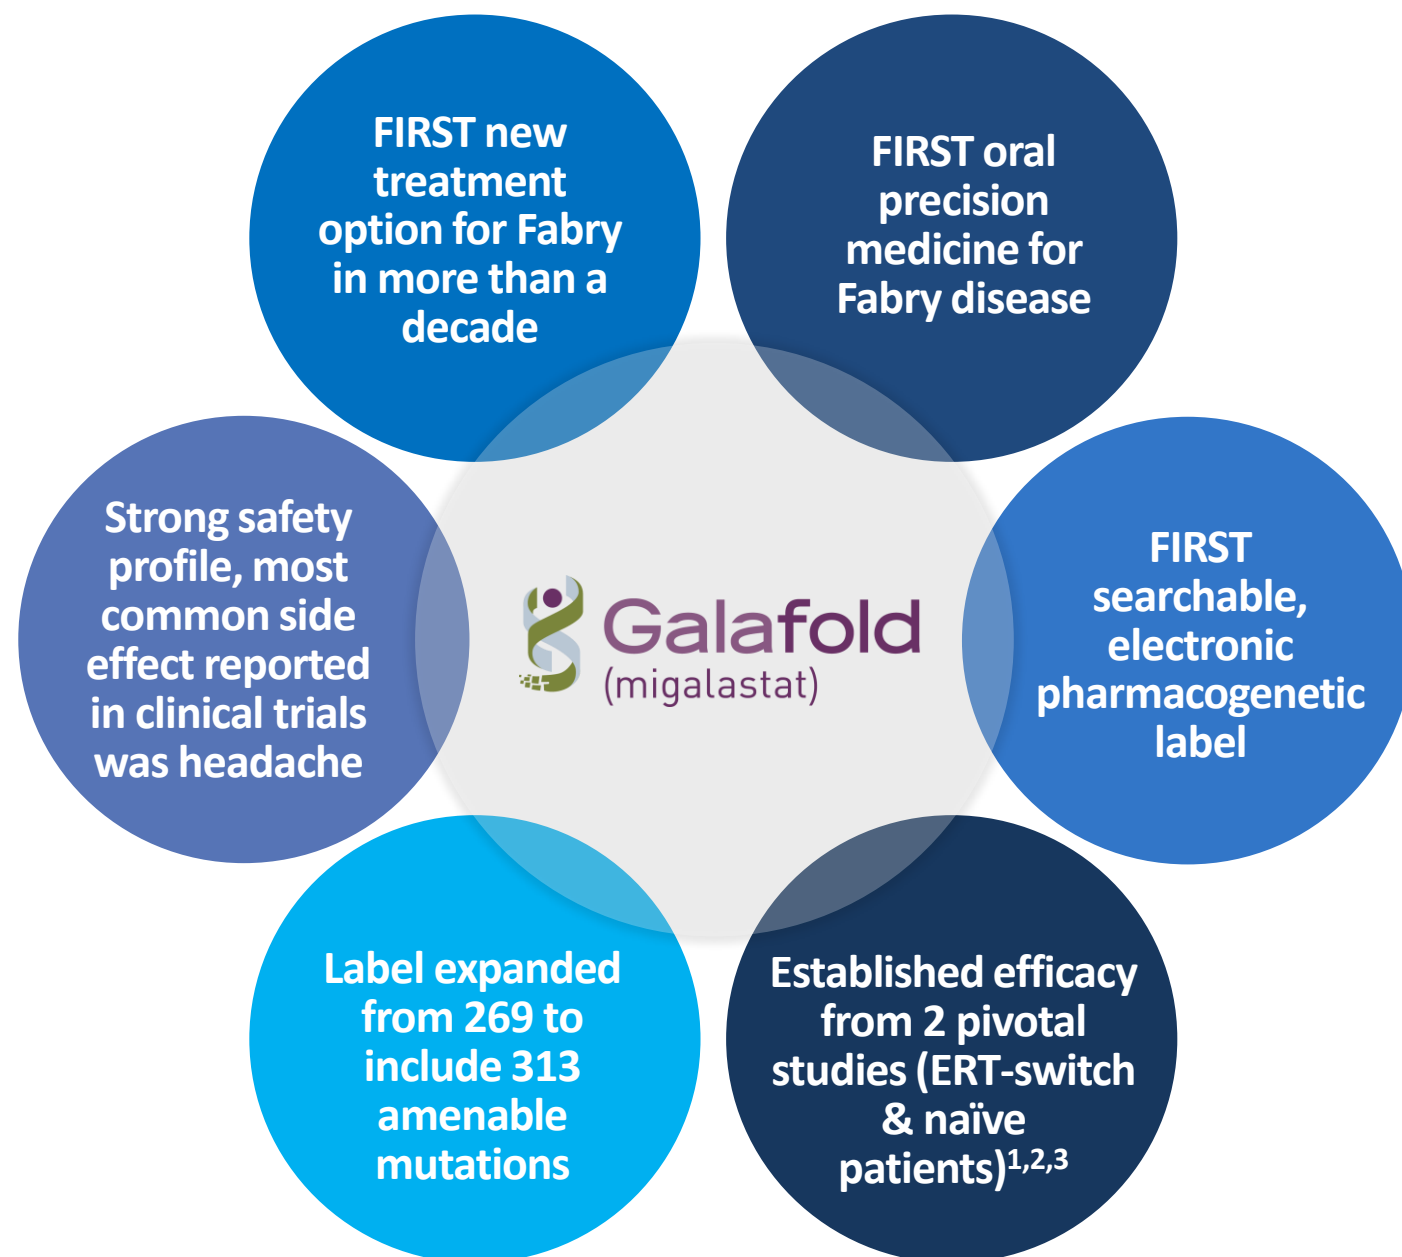 FIRST new
treatment
option for Fabry
in more than a
decade
FIRST oral
precision
medicine for
Fabry disease
Strong safety
profile, most
common side
effect reported
in clinical trials
was headache
Galafold
(migalastat)
FIRST
searchable,
electronic
pharmacogenetic
label
Label expanded
from 269 to
include 313
amenable
mutations
Established efficacy
from 2 pivotal
studies (ERT-switch
& naïve
patients)1,2,3